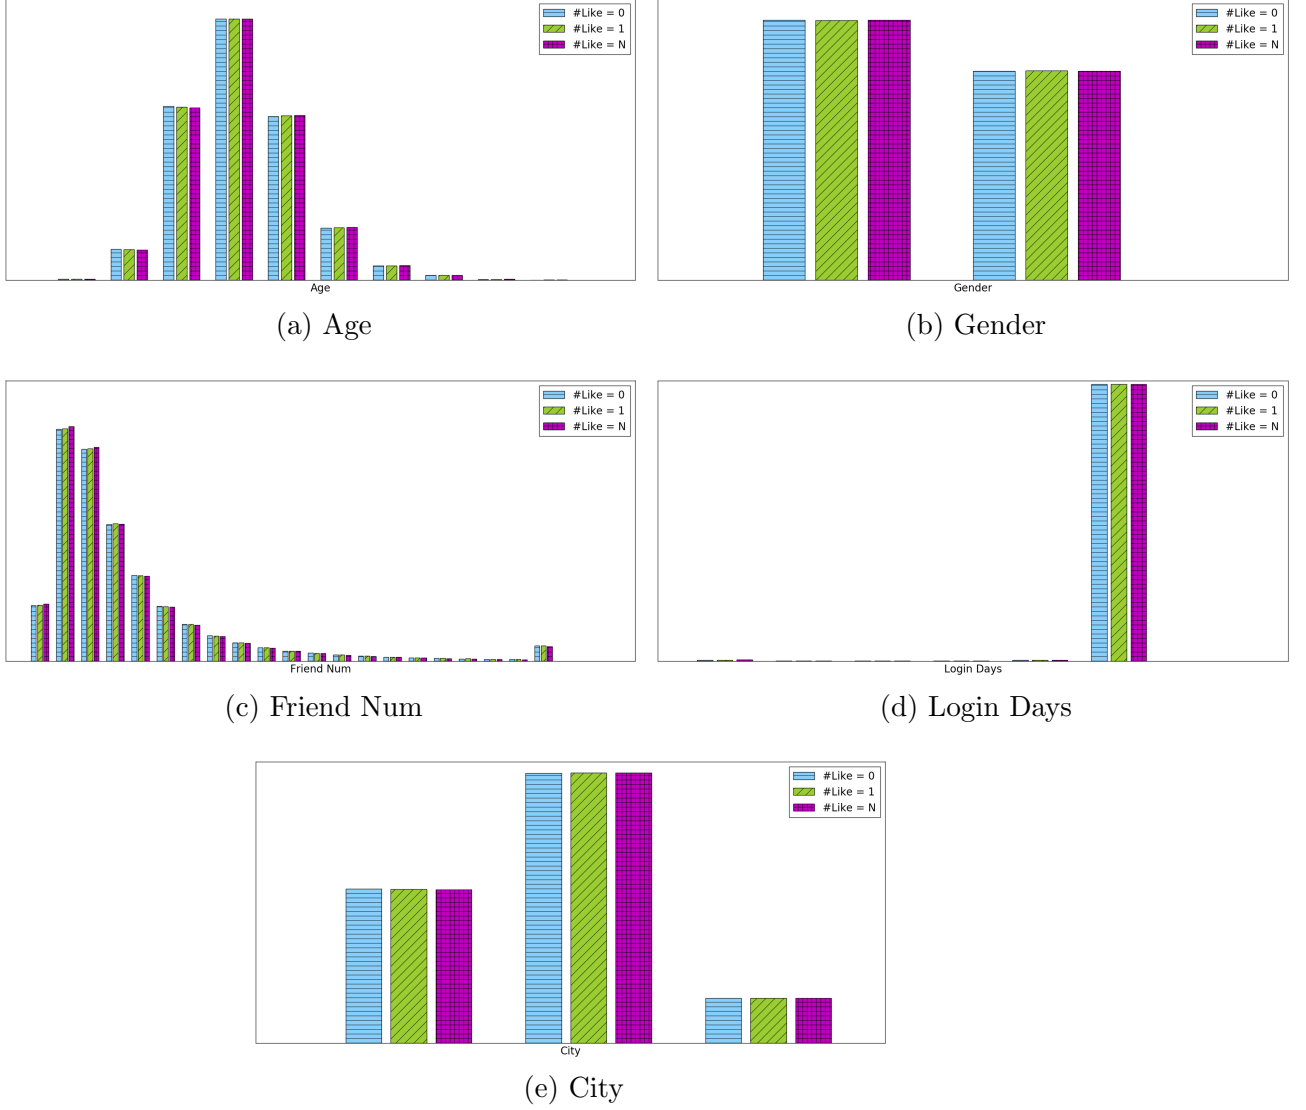 #Like = 0
#Like = 1
#Like = N
Age
(a) Age
#Like = 0
#Like = 1
#Like = N
Gender
(b) Gender
#Like = 0
#Like = 1
#Like = N
Friend Num
(c) Friend Num
#Like = 0
#Like = 1
#Like = N
Login Days
(d) Login Days
#Like = 0
#Like = 1
#Like = N
City
(e) City